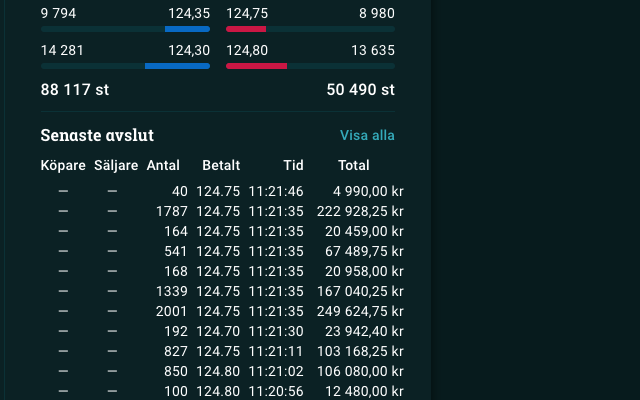 9 794 124,35 124,75 8 980
14 281 124,30 124,80 13 635
88 117 st 50 490 st
Senaste avslut Visa alla
Köpare Säljare Antal Betalt Tid Total
— — 40 124.75 11:21:46 4 990,00 kr
— — 1787 124.75 11:21:35 222 928,25 kr
— — 164 124.75 11:21:35 20 459,00 kr
— — 541 124.75 11:21:35 67 489,75 kr
— — 168 124.75 11:21:35 20 958,00 kr
— — 1339 124.75 11:21:35 167 040,25 kr
— — 2001 124.75 11:21:35 249 624,75 kr
— — 192 124.70 11:21:30 23 942,40 kr
— — 827 124.75 11:21:11 103 168,25 kr
— — 850 124.80 11:21:02 106 080,00 kr
— — 100 124.80 11:20:56 12 480,00 kr